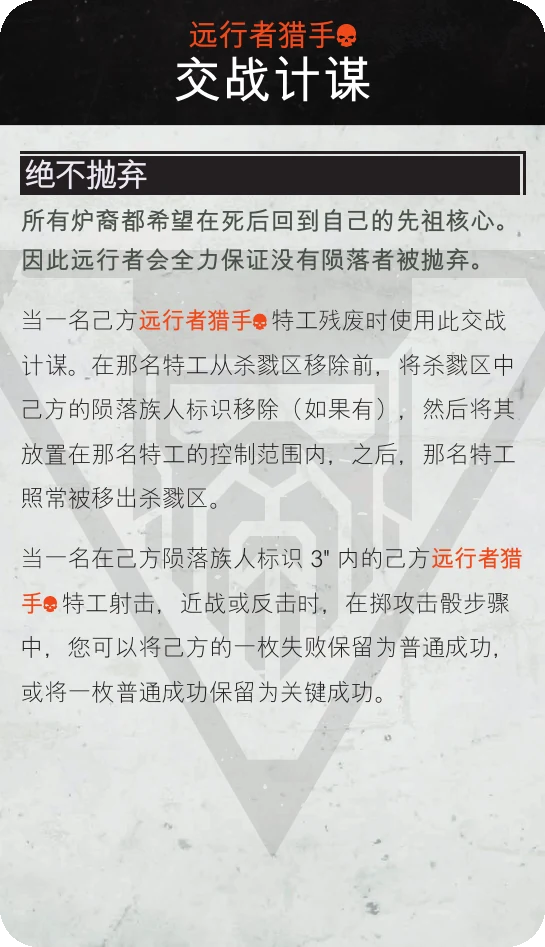 远行者猎手
交战计谋
绝不抛弃
所有炉裔都希望在死后回到自己的先祖核心。
因此远行者会全力保证没有陨落者被抛弃。
当一名己方远行者猎手特工残废时使用此交战
计谋。在那名特工从杀戮区移除前，将杀戮区中
己方的陨落族人标识移除（如果有），然后将其
放置在那名特工的控制范围内，之后，那名特工
照常被移出杀戮区。
当一名在己方陨落族人标识 3" 内的己方远行者猎
手特工射击，近战或反击时，在掷攻击骰步骤
中，您可以将己方的一枚失败保留为普通成功，
或将一枚普通成功保留为关键成功。